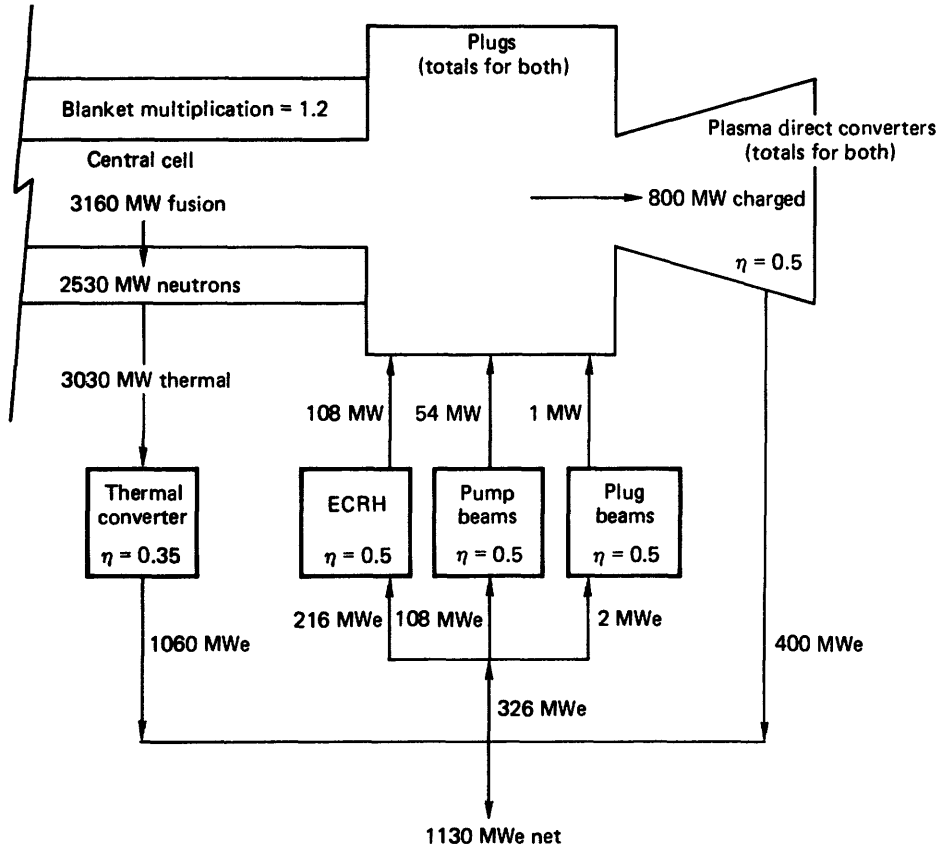 Plugs
(totals for both)
Blanket multiplication = 1.2
Plasma direct converters
(totals for both)
Central cell
3160 MW fusion
800 MW charged
η = 0.5
2530 MW neutrons
3030 MW thermal
108 MW
54 MW
1 MW
Thermal
converter
η = 0.35
ECRH
η = 0.5
Pump
beams
η = 0.5
Plug
beams
η = 0.5
216 MWe
108 MWe
2 MWe
1060 MWe
400 MWe
326 MWe
1130 MWe net